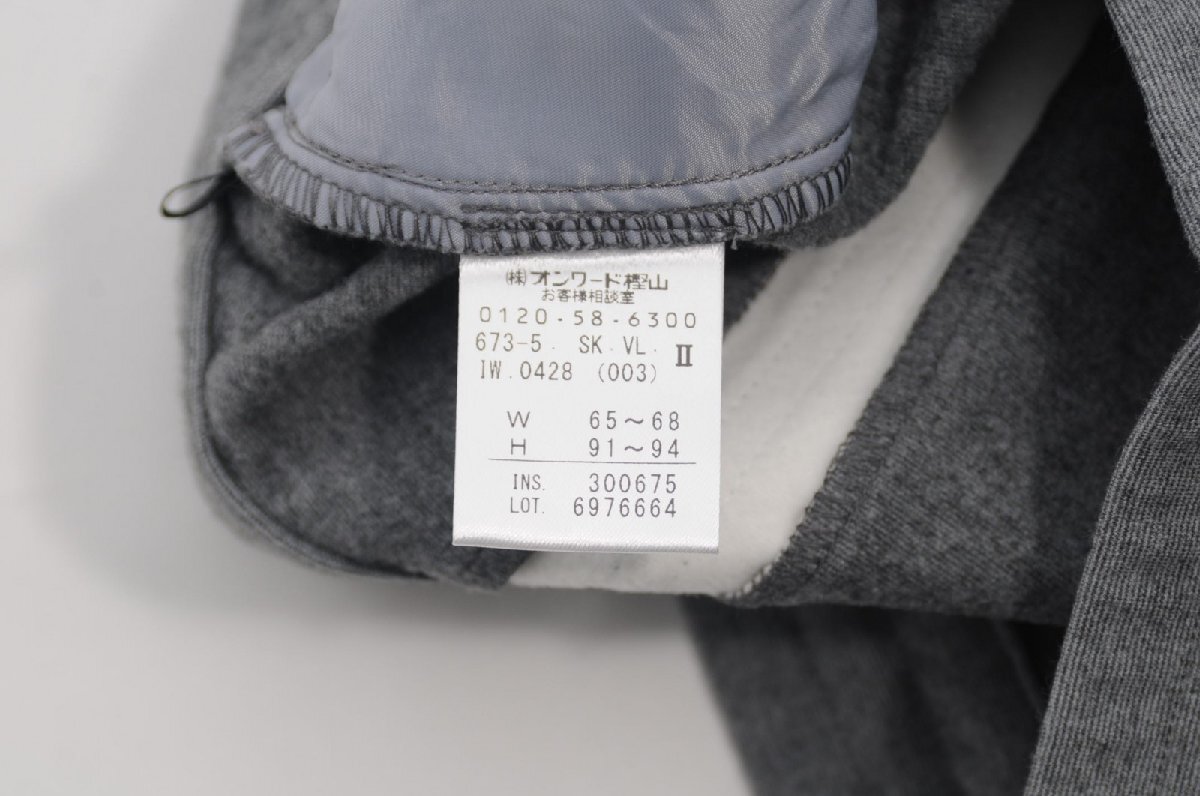 (株)オンワード樫山
お客様相談室
0120-58-6300
673-5. SK.VL. Ⅱ
IW.0428 (003)
W 65～68
H 91～94
INS. 300675
LOT. 6976664